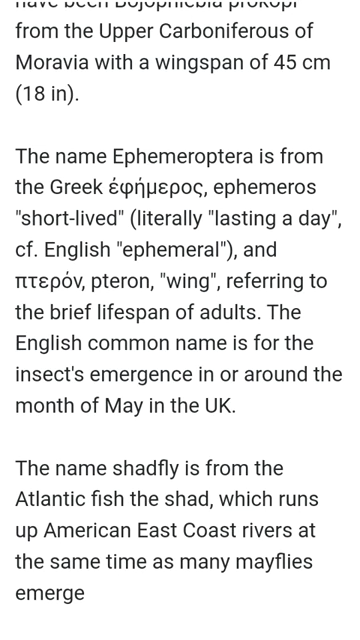 have been Bojophlebia prokopi
from the Upper Carboniferous of
Moravia with a wingspan of 45 cm
(18 in).
The name Ephemeroptera is from
the Greek ἐφήμερος, ephemeros
"short-lived" (literally "lasting a day",
cf. English "ephemeral"), and
πτερόν, pteron, "wing", referring to
the brief lifespan of adults. The
English common name is for the
insect's emergence in or around the
month of May in the UK.
The name shadfly is from the
Atlantic fish the shad, which runs
up American East Coast rivers at
the same time as many mayflies
emerge